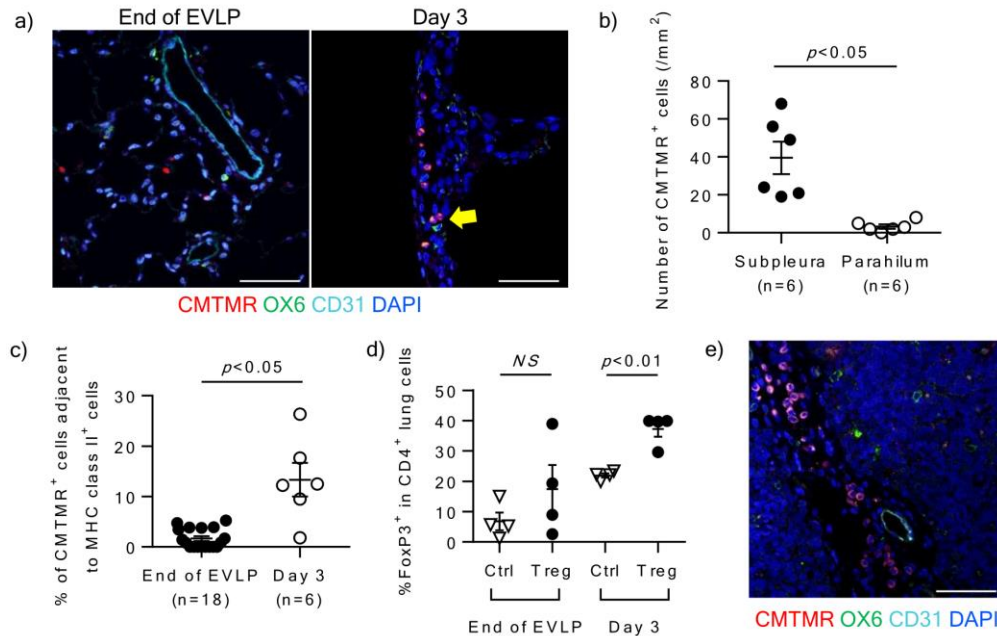 a)
End of EVLP
Day 3
CMTMR OX6 CD31 DAPI
b)
Number of CMTMR+ cells (/mm2)
p<0.05
80
60
40
20
0
Subpleura Parahilum
(n=6) (n=6)
c)
% of CMTMR+ cells adjacent
to MHC class II+ cells
p<0.05
30
20
10
0
End of EVLP Day 3
(n=18) (n=6)
d)
%FoxP3+ in CD4+ lung cells
NS
p<0.01
50
40
30
20
10
0
Ctrl Treg Ctrl Treg
End of EVLP Day 3
e)
CMTMR OX6 CD31 DAPI